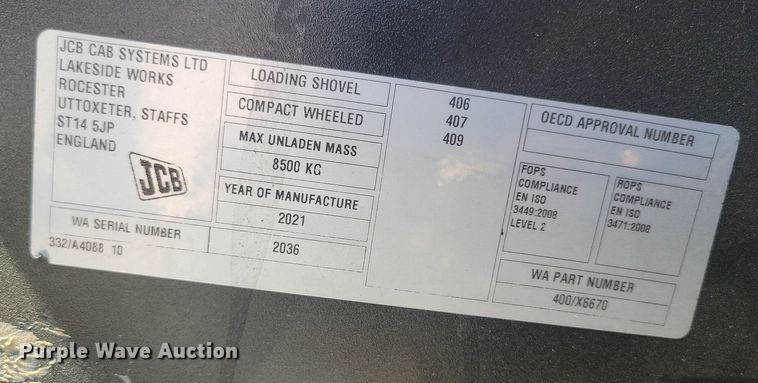 JCB CAB SYSTEMS LTD
LAKESIDE WORKS
ROCESTER
UTTOXETER, STAFFS
ST14 5JP
ENGLAND
JCB
WA SERIAL NUMBER
332/A4088 10
LOADING SHOVEL
COMPACT WHEELED
MAX UNLADEN MASS
8500 KG
YEAR OF MANUFACTURE
2021
2036
406
407
409
OECD APPROVAL NUMBER
FOPS
COMPLIANCE
EN ISO
3449:2008
LEVEL 2
ROPS
COMPLIANCE
EN ISO
3471:2008
WA PART NUMBER
400/X6670
Purple Wave Auction